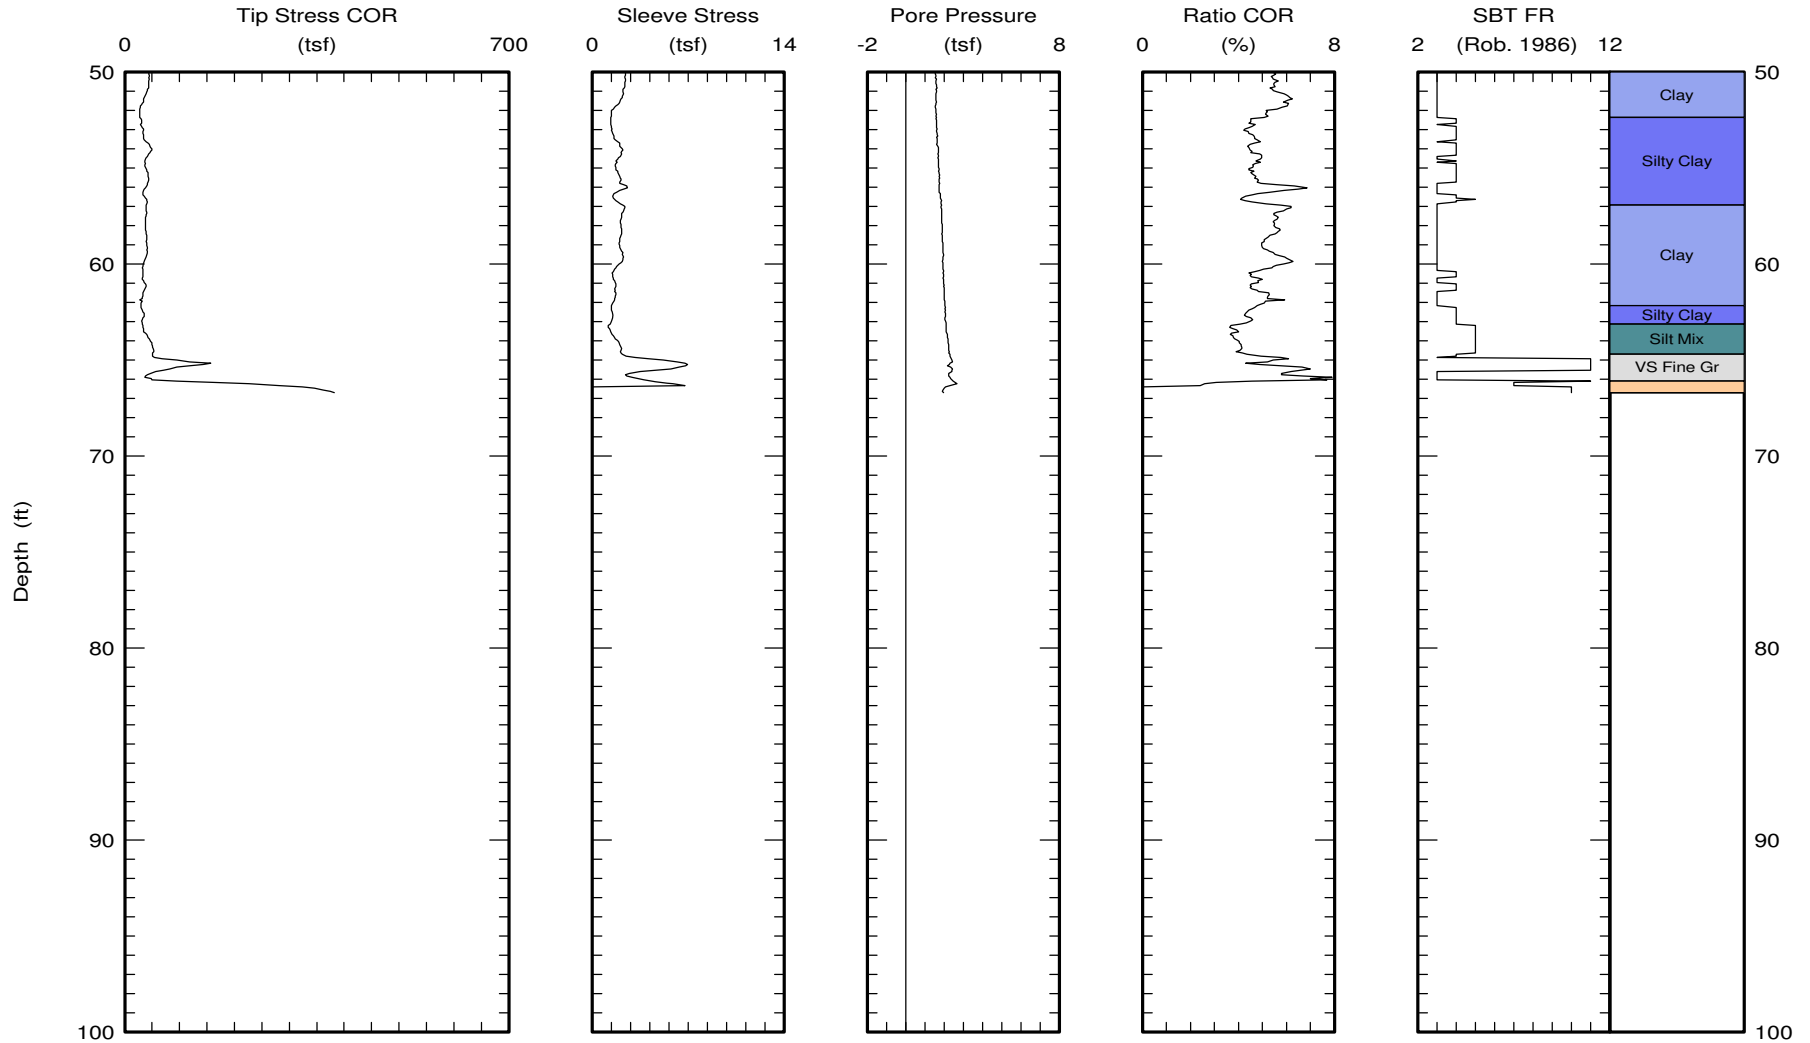 Tip Stress COR Sleeve Stress Pore Pressure Ratio COR SBT FR
0 (tsf) 700 0 (tsf) 14 -2 (tsf) 8 0 (%) 8 2 (Rob. 1986) 12
50 50
Clay
Silty Clay
Clay
60 60
Silty Clay
Silt Mix
VS Fine Gr
70 70
Depth (ft)
80 80
90 90
100 100